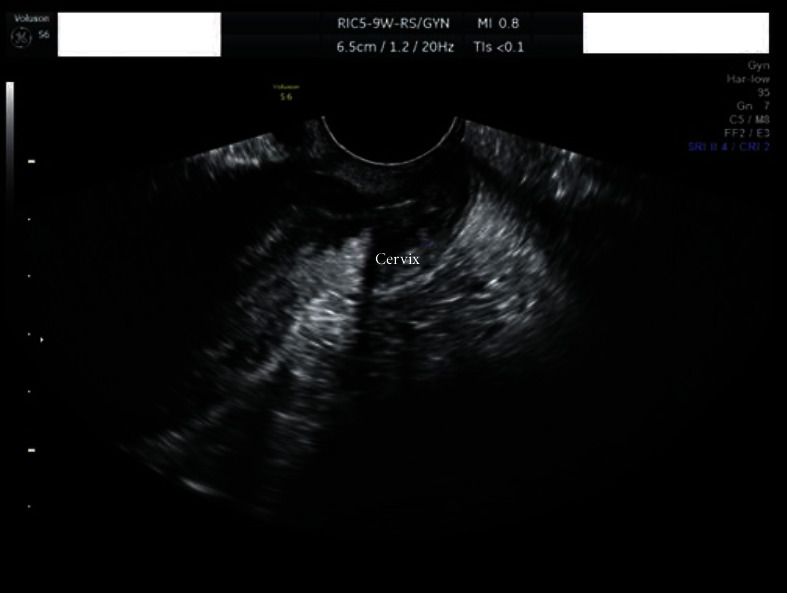 Voluson
S6
RIC5-9W-RS/GYN
MI 0.8
6.5cm / 1.2 / 20Hz
TIs <0.1
Gyn
Har-low
95
Gn 7
C5 / M8
FF2 / E3
SRI II 4 / CRI 2
Voluson
S6
Cervix